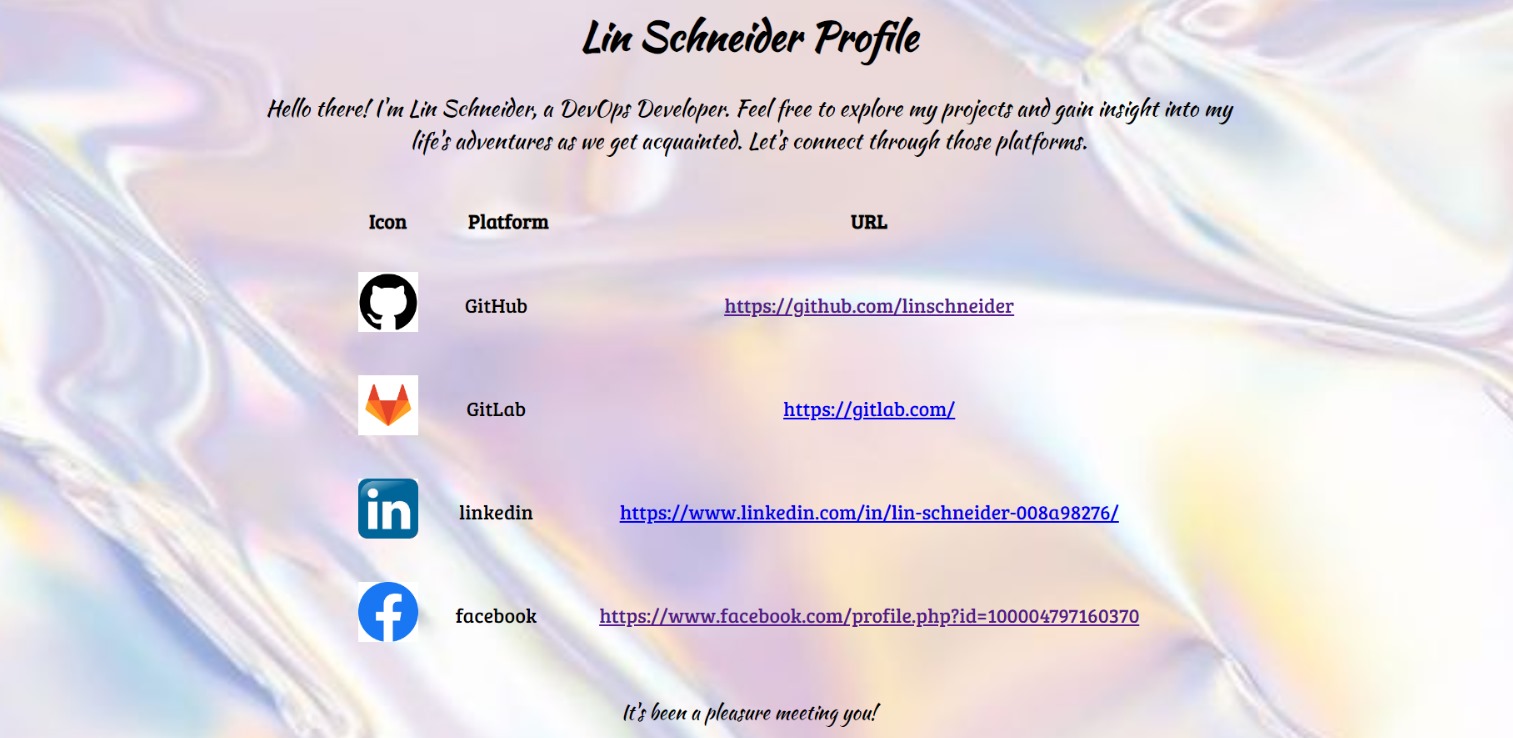 Lin Schneider Profile
Hello there! I'm Lin Schneider, a DevOps Developer. Feel free to explore my projects and gain insight into my
life's adventures as we get acquainted. Let's connect through those platforms.
Icon Platform URL
GitHub https://github.com/linschneider
GitLab https://gitlab.com/
in linkedin https://www.linkedin.com/in/lin-schneider-008a98276/
f facebook https://www.facebook.com/profile.php?id=100004797160370
It's been a pleasure meeting you!